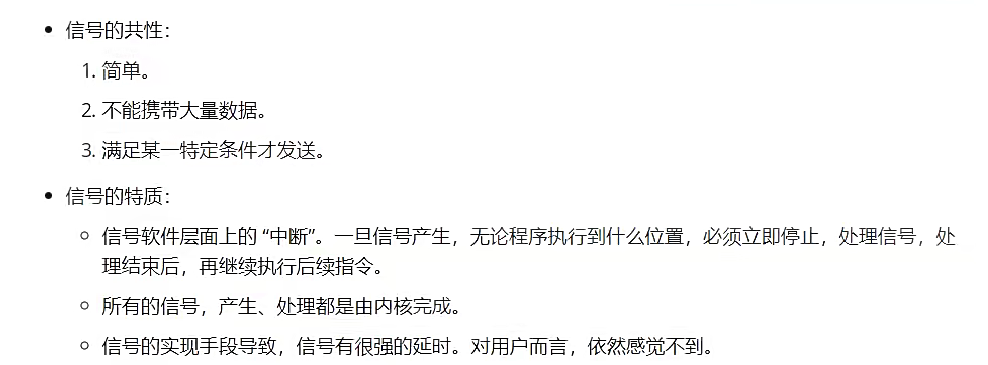 • 信号的共性：
1. 简单。
2. 不能携带大量数据。
3. 满足某一特定条件才发送。
• 信号的特质：
○ 信号软件层面上的 “中断”。一旦信号产生，无论程序执行到什么位置，必须立即停止，处理信号，处
理结束后，再继续执行后续指令。
○ 所有的信号，产生、处理都是由内核完成。
○ 信号的实现手段导致，信号有很强的延时。对用户而言，依然感觉不到。